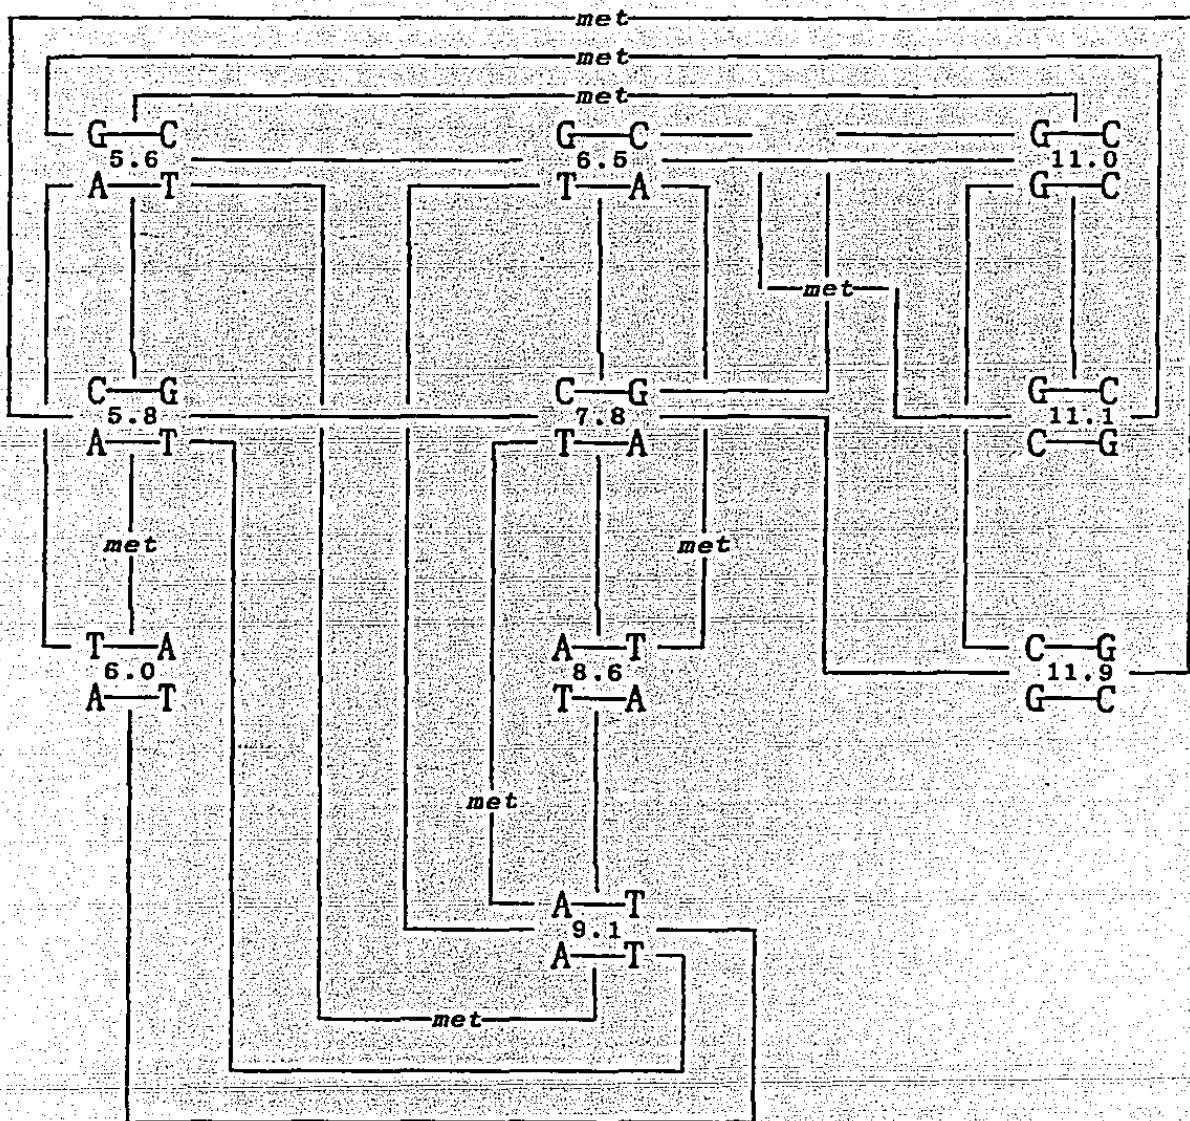 met
met
met
G C G C G C
5.6 6.5 11.0
A T T A G C
met
C G C G G C
5.8 7.8 11.1
A T T A C G
met met
T A A T C G
6.0 8.6 11.9
A T T A G C
met
A T
9.1
A T
met